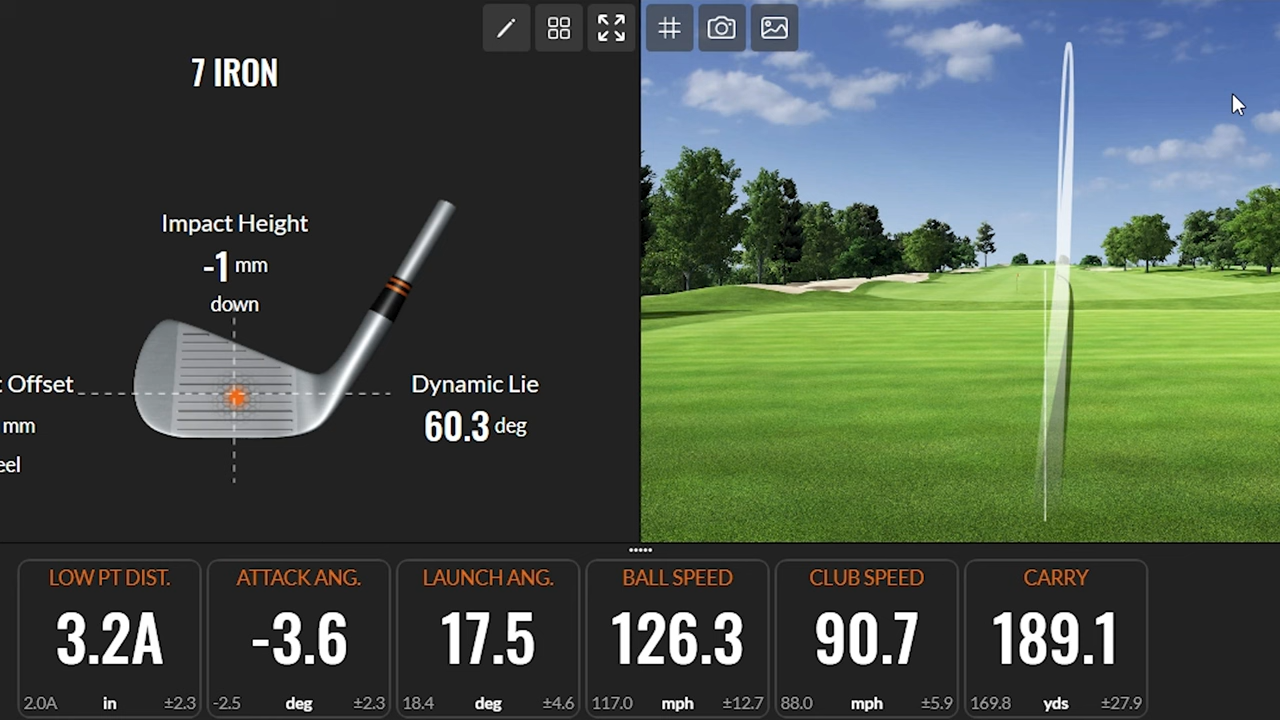 7 IRON
Impact Height
-1 mm
down
t Offset
mm
eel
Dynamic Lie
60.3 deg
LOW PT DIST.
3.2A
2.0A in ±2.3
ATTACK ANG.
-3.6
-2.5 deg ±2.3
LAUNCH ANG.
17.5
18.4 deg ±4.6
BALL SPEED
126.3
117.0 mph ±12.7
CLUB SPEED
90.7
88.0 mph ±5.9
CARRY
189.1
169.8 yds ±27.9